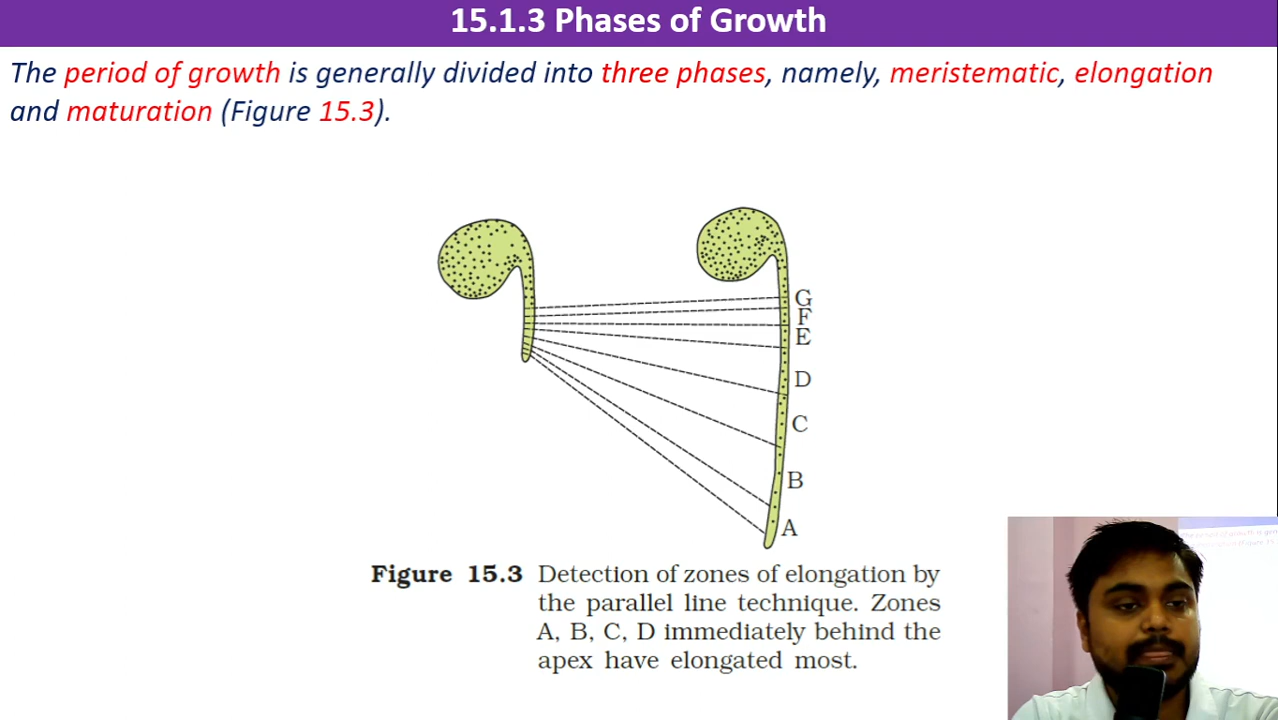 15.1.3 Phases of Growth
The period of growth is generally divided into three phases, namely, meristematic, elongation
and maturation (Figure 15.3).
G
F
E
D
C
B
A
Figure 15.3 Detection of zones of elongation by
the parallel line technique. Zones
A, B, C, D immediately behind the
apex have elongated most.